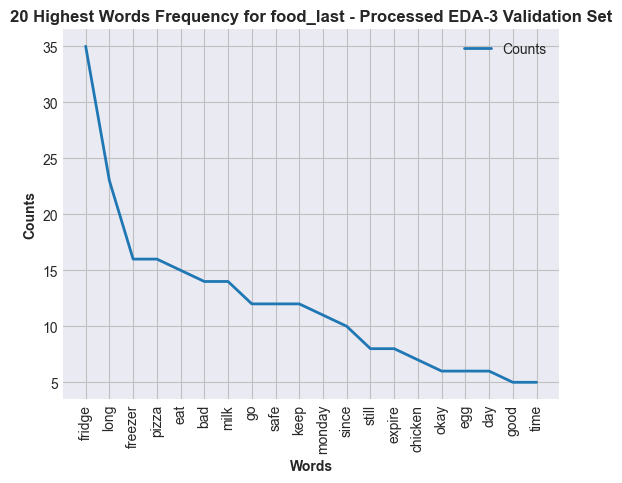 20 Highest Words Frequency for food_last - Processed EDA-3 Validation Set
Counts
Counts
35
30
25
20
15
10
5
fridge
long
freezer
pizza
eat
bad
milk
go
safe
keep
monday
since
still
expire
chicken
okay
egg
day
good
time
Words